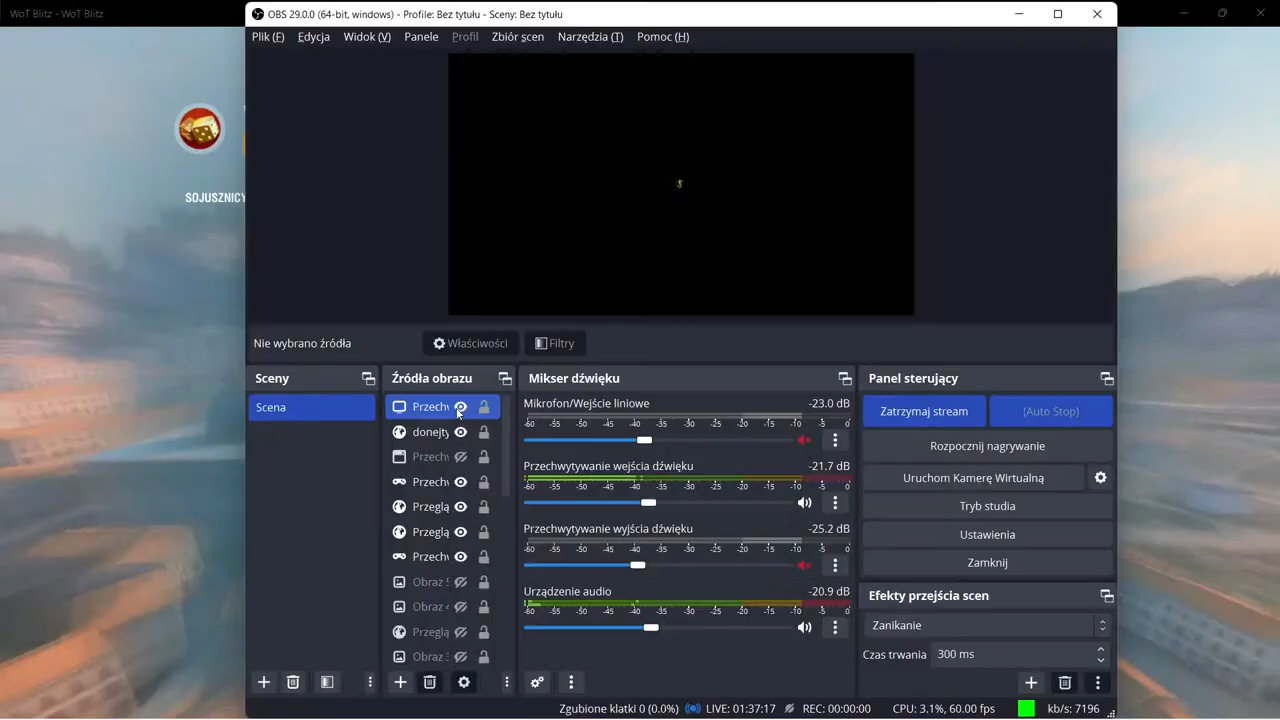 WoT Blitz - WoT Blitz
OBS 29.0.0 (64-bit, windows) - Profile: Bez tytułu - Sceny: Bez tytułu
Plik (F) Edycja Widok (V) Panele Profil Zbiór scen Narzędzia (T) Pomoc (H)
SOJUSZNICY
Nie wybrano źródła Właściwości Filtry
Sceny
Scena
Źródła obrazu
Przech
donejty
Przech
Przech
Przeglą
Przeglą
Przech
Obraz
Obraz
Przeglą
Obraz
Mikser dźwięku
Mikrofon/Wejście liniowe -23.0 dB
-60 -55 -50 -45 -40 -35 -30 -25 -20 -15 -10 -5 0
Przechwytywanie wejścia dźwięku -21.7 dB
-60 -55 -50 -45 -40 -35 -30 -25 -20 -15 -10 -5 0
Przechwytywanie wyjścia dźwięku -25.2 dB
-60 -55 -50 -45 -40 -35 -30 -25 -20 -15 -10 -5 0
Urządzenie audio -20.9 dB
-60 -55 -50 -45 -40 -35 -30 -25 -20 -15 -10 -5 0
Panel sterujący
Zatrzymaj stream (Auto Stop)
Rozpocznij nagrywanie
Uruchom Kamerę Wirtualną
Tryb studia
Ustawienia
Zamknij
Efekty przejścia scen
Zanikanie
Czas trwania 300 ms
Zgubione klatki 0 (0.0%) LIVE: 01:37:17 REC: 00:00:00 CPU: 3.1%, 60.00 fps kb/s: 7196